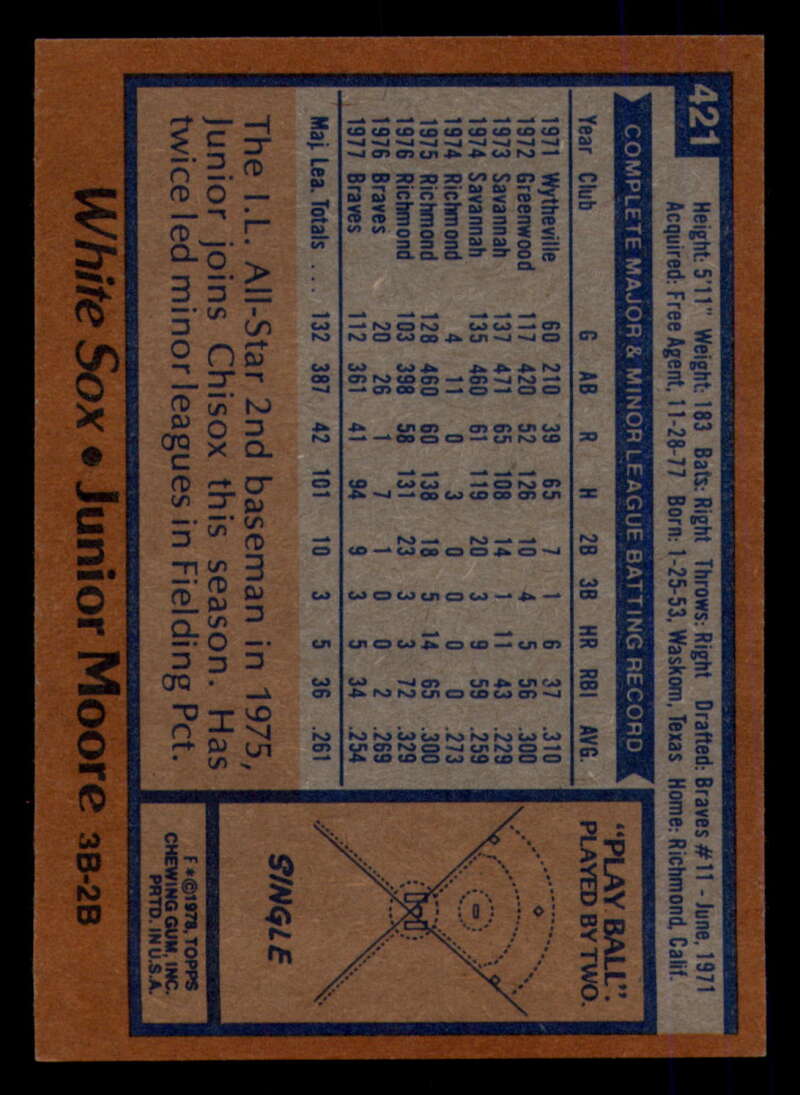 421
Height: 5'11" Weight: 183 Bats: Right Throws: Right Drafted: Braves #11 - June, 1971
Acquired: Free Agent, 11-28-77 Born: 1-25-53, Waskom, Texas Home: Richmond, Calif.
COMPLETE MAJOR & MINOR LEAGUE BATTING RECORD
Year Club G AB R H 2B 3B HR RBI AVG.
1971 Wytheville 60 210 39 65 7 1 6 37 .310
1972 Greenwood 117 420 52 126 10 4 5 56 .300
1973 Savannah 137 471 65 108 14 1 11 43 .229
1974 Savannah 135 460 61 119 20 3 9 59 .259
1974 Richmond 4 11 0 3 0 0 0 0 .273
1975 Richmond 128 460 60 138 18 5 14 65 .300
1976 Richmond 103 398 58 131 23 3 3 72 .329
1976 Braves 20 26 1 7 1 0 0 2 .269
1977 Braves 112 361 41 94 9 3 5 34 .254
Maj. Lea. Totals .... 132 387 42 101 10 3 5 36 .261
The I.L. All-Star 2nd baseman in 1975,
Junior joins Chisox this season. Has
twice led minor leagues in Fielding Pct.
"PLAY BALL".
PLAYED BY TWO.
SINGLE
F*©1978, TOPPS
CHEWING GUM, INC.
PRTD. IN U.S.A.
White Sox • Junior Moore 3B-2B